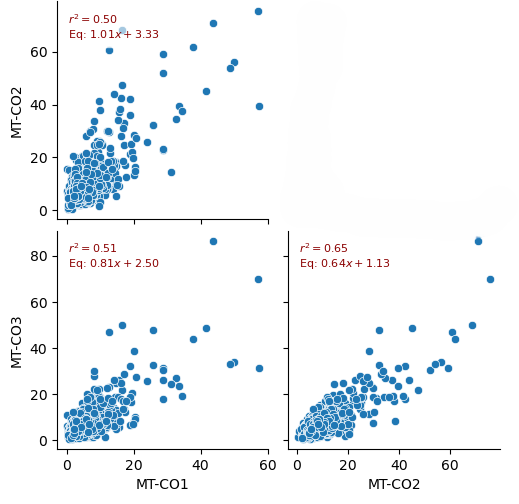 r² = 0.50
Eq: 1.01x + 3.33
60
40
20
0
MT-CO2
r² = 0.51
Eq: 0.81x + 2.50
r² = 0.65
Eq: 0.64x + 1.13
80
60
40
20
0
MT-CO3
0 20 40 60
0 20 40 60
MT-CO1
MT-CO2